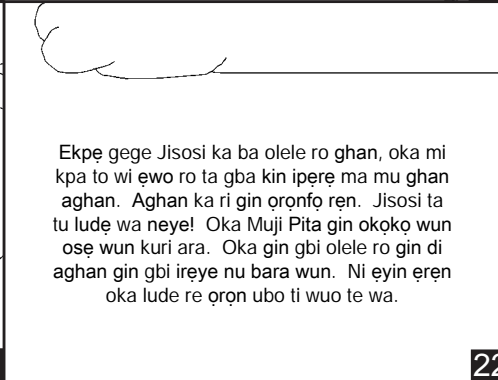 Ekpẹ gege Jisosi ka ba olele ro ghan, oka mi
kpa to wi ẹwo ro ta gba kin ipẹrẹ ma mu ghan
aghan. Aghan ka ri gin ọrọnfọ rẹn. Jisosi ta
tu ludẹ wa neye! Oka Muji Pita gin okọkọ wun
osẹ wun kuri ara. Oka gin gbi olele ro gin di
aghan gin gbi irẹye nu bara wun. Ni ẹyin ẹrẹn
oka lude re ọrọn ubo ti wuo te wa.
22